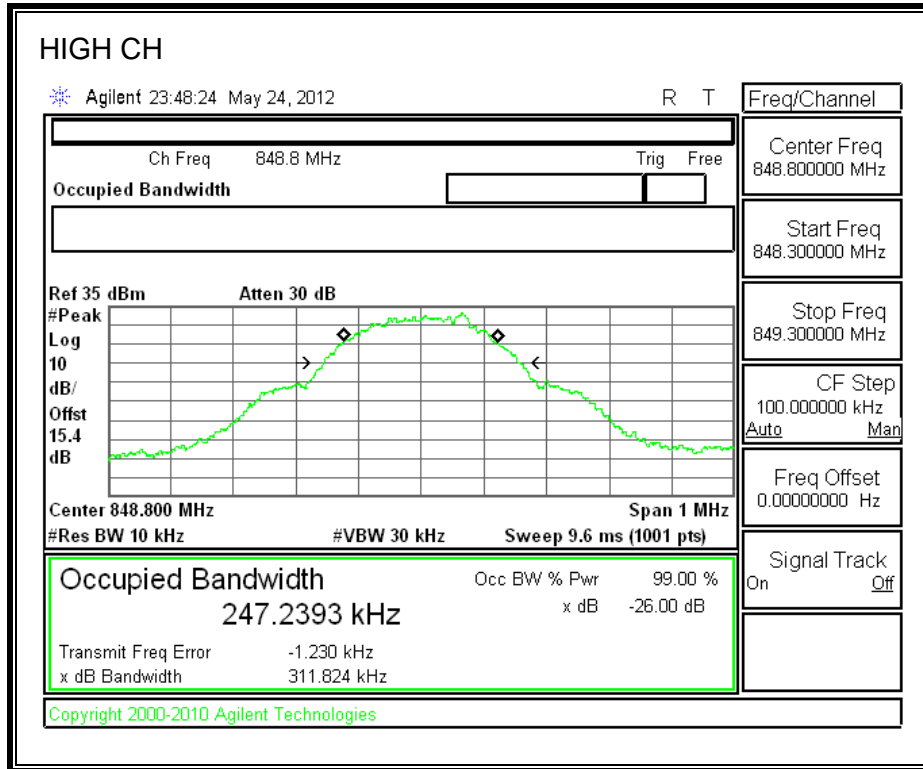 HIGH CH
Agilent 23:48:24 May 24, 2012 R T
Freq/Channel
Ch Freq 848.8 MHz Trig Free
Occupied Bandwidth
Center Freq
848.800000 MHz
Start Freq
848.300000 MHz
Stop Freq
849.300000 MHz
CF Step
100.000000 kHz
Auto Man
Freq Offset
0.00000000 Hz
Signal Track
On Off
Ref 35 dBm Atten 30 dB
#Peak
Log
10
dB/
Offst
15.4
dB
Center 848.800 MHz Span 1 MHz
#Res BW 10 kHz #VBW 30 kHz Sweep 9.6 ms (1001 pts)
Occupied Bandwidth Occ BW % Pwr 99.00 %
247.2393 kHz x dB -26.00 dB
Transmit Freq Error -1.230 kHz
x dB Bandwidth 311.824 kHz
Copyright 2000-2010 Agilent Technologies